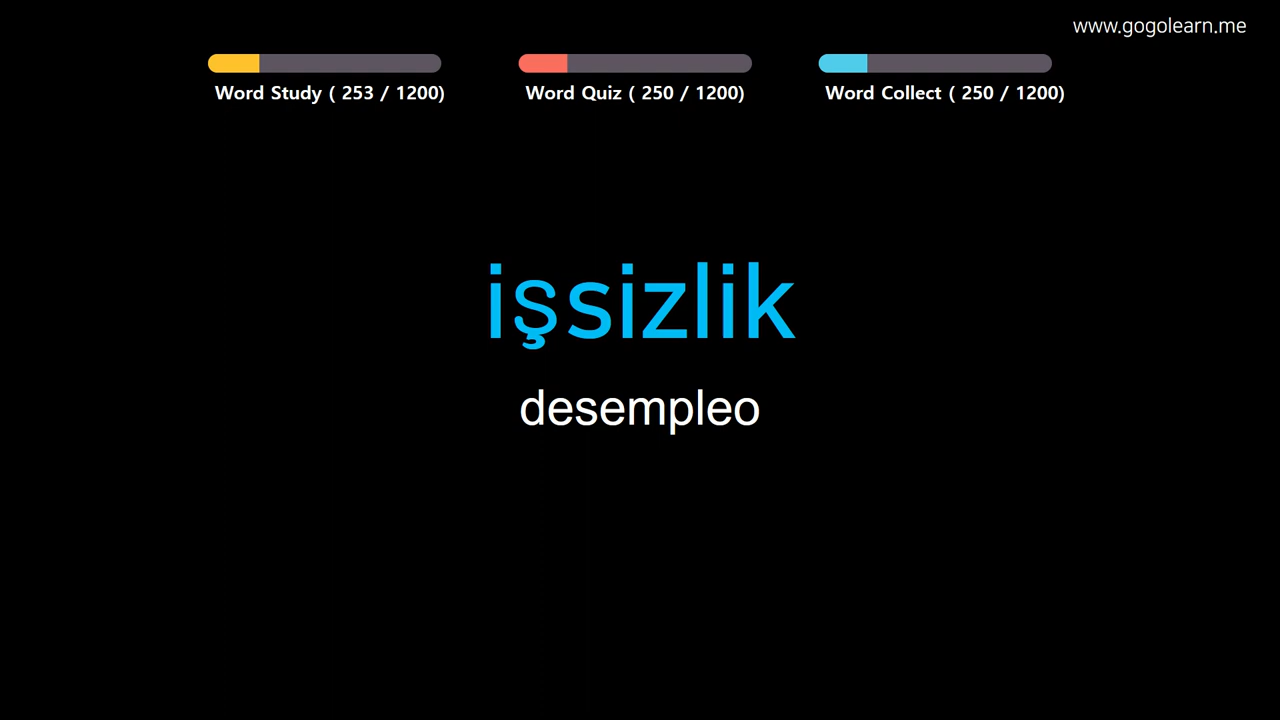 www.gogolearn.me
Word Study ( 253 / 1200)
Word Quiz ( 250 / 1200)
Word Collect ( 250 / 1200)
işsizlik
desempleo